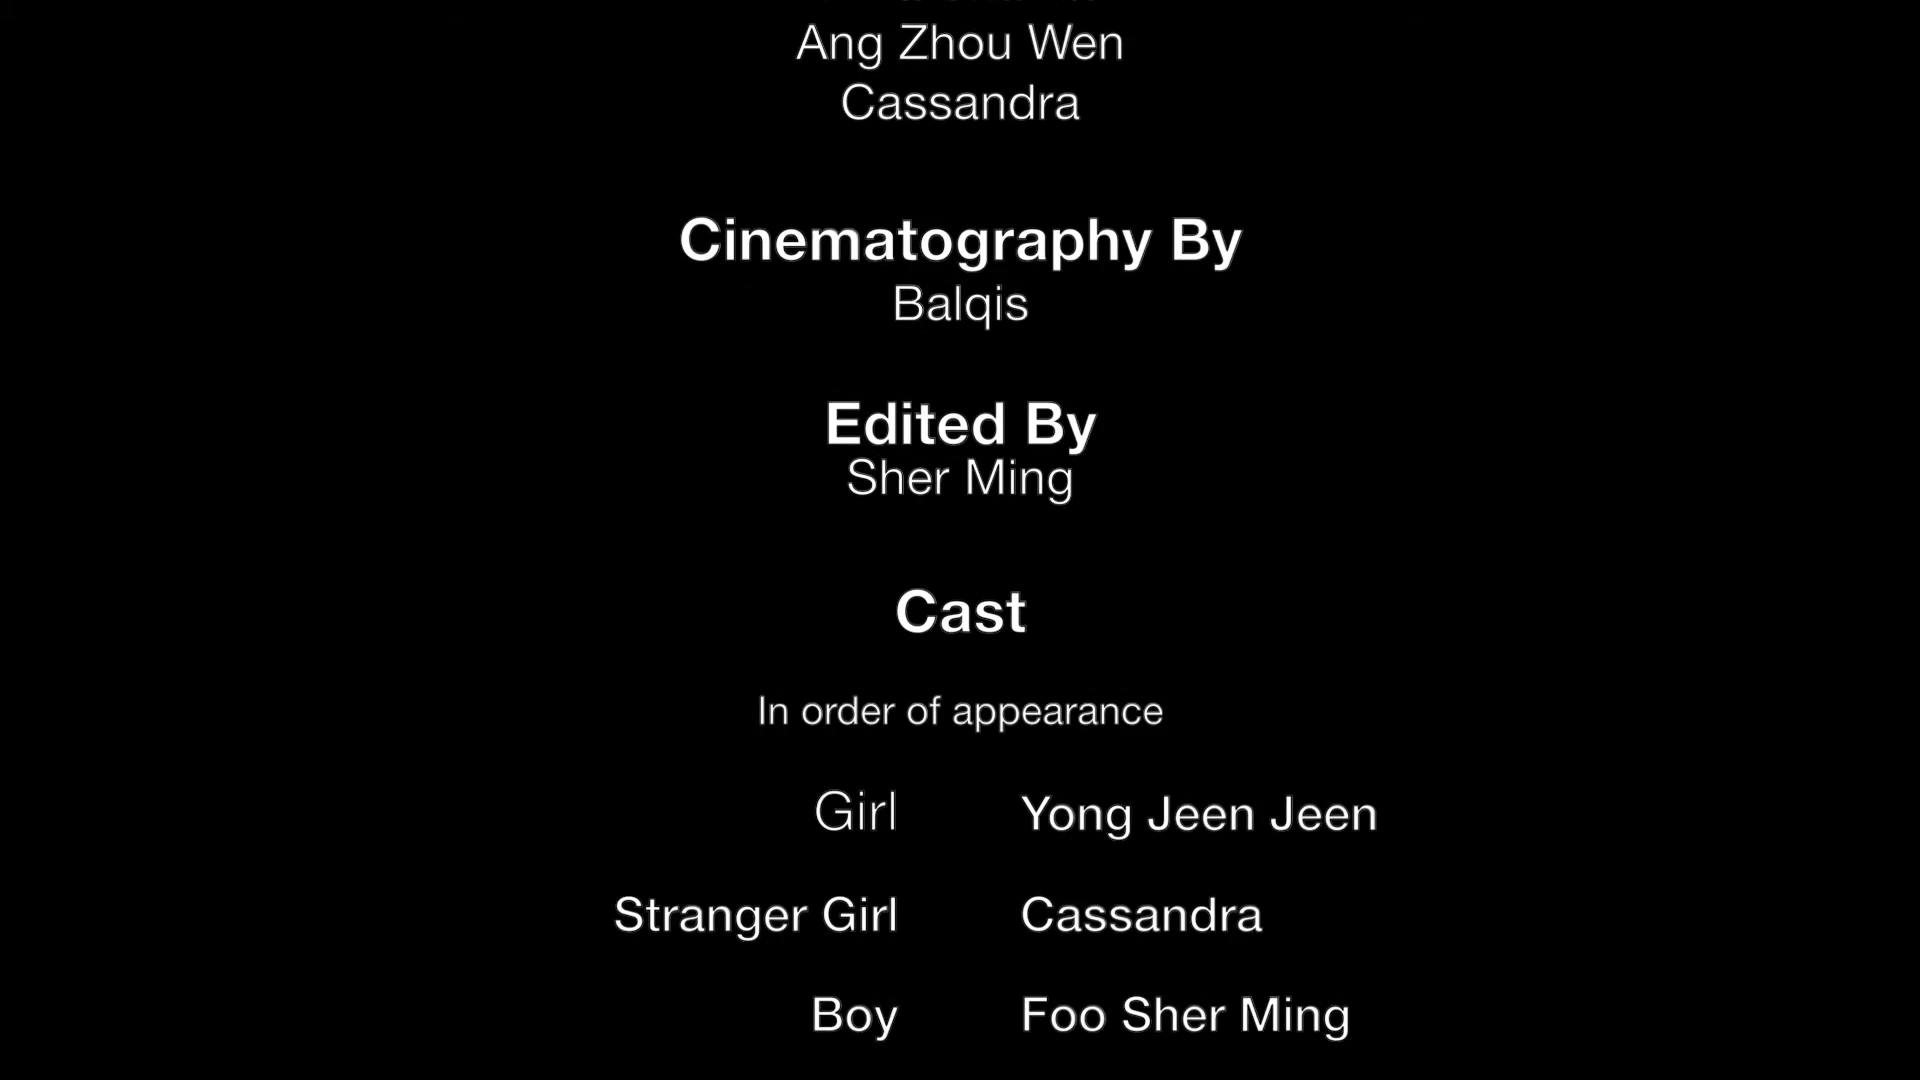 Ang Zhou Wen
Cassandra
Cinematography By
Balqis
Edited By
Sher Ming
Cast
In order of appearance
Girl Yong Jeen Jeen
Stranger Girl Cassandra
Boy Foo Sher Ming